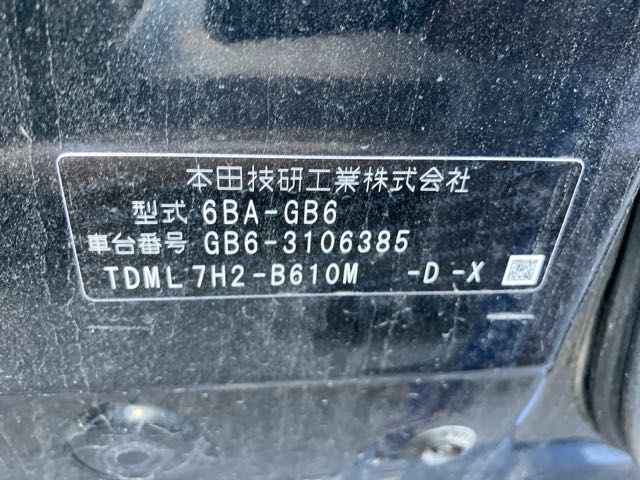 本田技研工業株式会社
型式 6BA-GB6
車台番号 GB6-3106385
TDML7H2-B610M -D-X